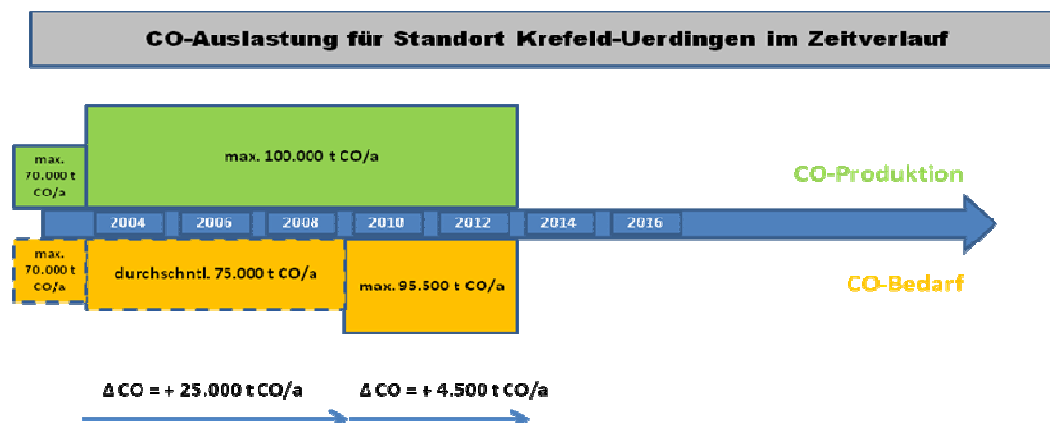 CO-Auslastung für Standort Krefeld-Uerdingen im Zeitverlauf
max.
70.000 t
CO/a
max. 100.000 t CO/a
CO-Produktion
2004 2006 2008 2010 2012 2014 2016
max.
70.000 t
CO/a
durchschntl. 75.000 t CO/a
max. 95.500 t CO/a
CO-Bedarf
Δ CO = + 25.000 t CO/a
Δ CO = + 4.500 t CO/a